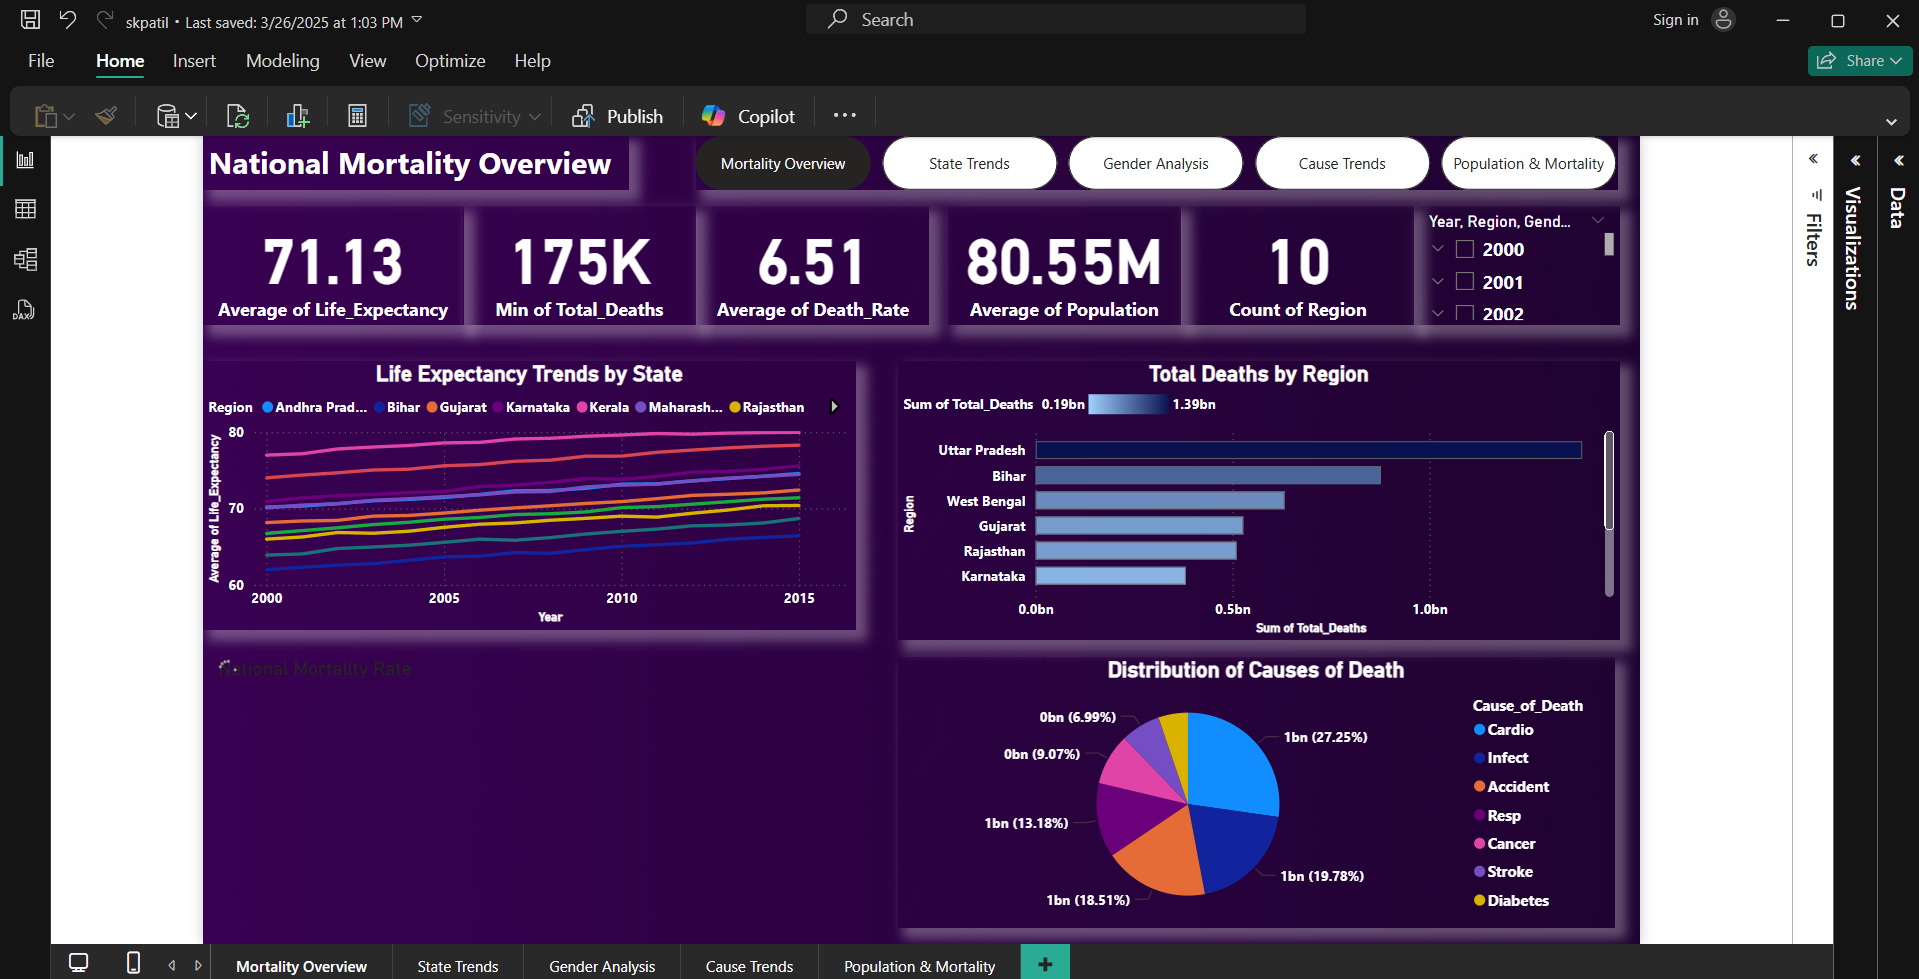 skpatil • Last saved: 3/26/2025 at 1:03 PM
Search
Sign in
File Home Insert Modeling View Optimize Help
Share
Sensitivity
Publish
Copilot
National Mortality Overview
Mortality Overview
State Trends
Gender Analysis
Cause Trends
Population & Mortality
71.13
Average of Life_Expectancy
175K
Min of Total_Deaths
6.51
Average of Death_Rate
80.55M
Average of Population
10
Count of Region
Year, Region, Gend...
2000
2001
2002
Filters
Visualizations
Data
DAX
Life Expectancy Trends by State
Region Andhra Prad... Bihar Gujarat Karnataka Kerala Maharash... Rajasthan
Average of Life_Expectancy
80
70
60
2000 2005 2010 2015
Year
Total Deaths by Region
Sum of Total_Deaths 0.19bn 1.39bn
Region
Uttar Pradesh
Bihar
West Bengal
Gujarat
Rajasthan
Karnataka
0.0bn 0.5bn 1.0bn
Sum of Total_Deaths
National Mortality Rate
Distribution of Causes of Death
1bn (27.25%)
1bn (19.78%)
1bn (18.51%)
1bn (13.18%)
0bn (9.07%)
0bn (6.99%)
Cause_of_Death
Cardio
Infect
Accident
Resp
Cancer
Stroke
Diabetes
Mortality Overview State Trends Gender Analysis Cause Trends Population & Mortality